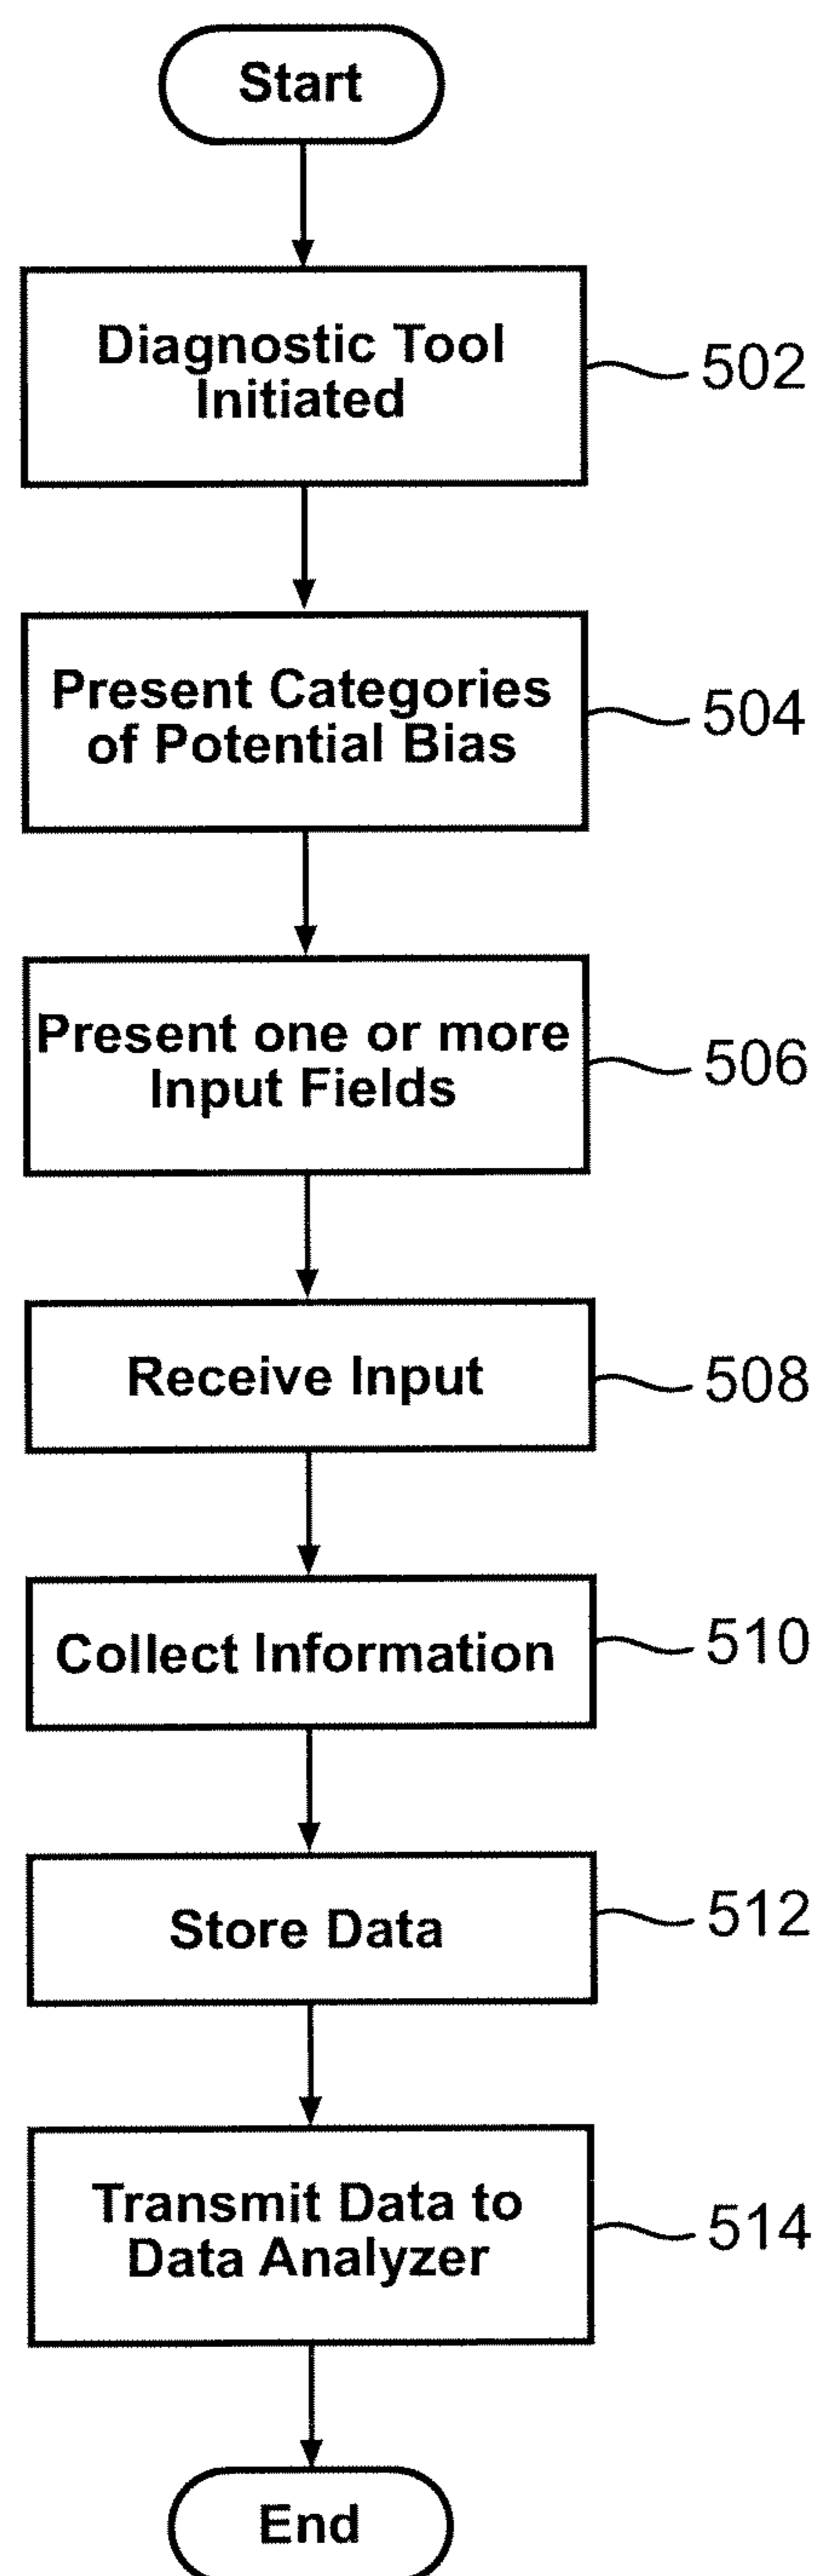 Start
Diagnostic Tool
Initiated
502
Present Categories
of Potential Bias
504
Present one or more
Input Fields
506
Receive Input
508
Collect Information
510
Store Data
512
Transmit Data to
Data Analyzer
514
End